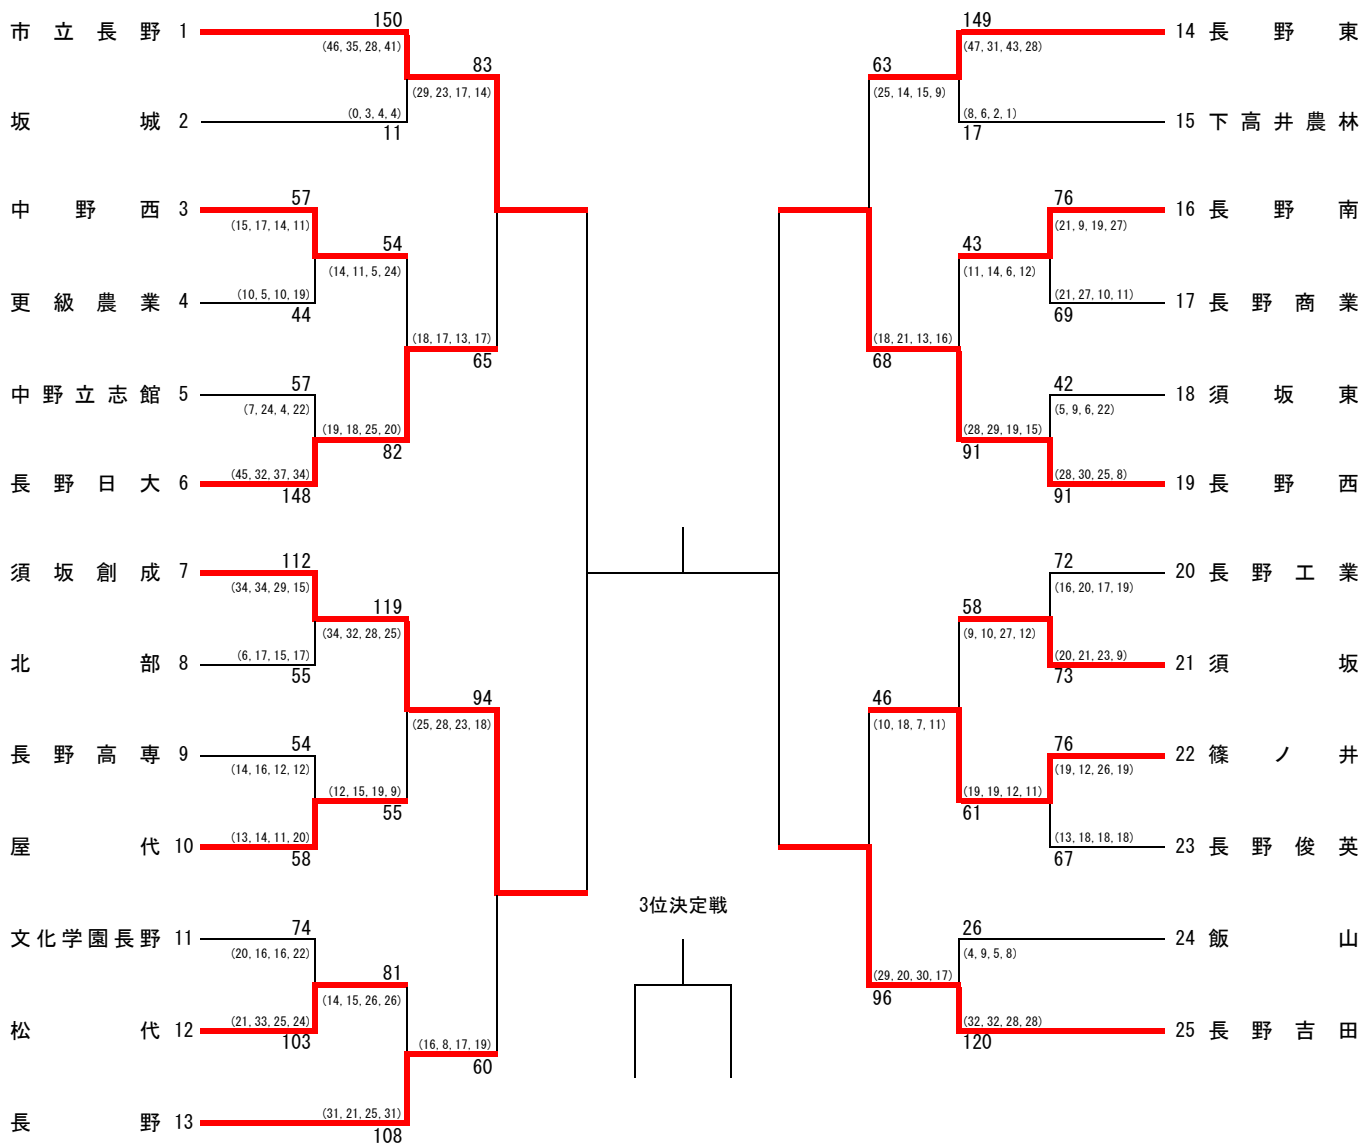 市立長野 1 150 (46, 35, 28, 41)
坂城 2 (0, 3, 4, 4) 11
83 (29, 23, 17, 14)
中野西 3 57 (15, 17, 14, 11)
更級農業 4 (10, 5, 10, 19) 44
54 (14, 11, 5, 24)
(18, 17, 13, 17) 65
中野立志館 5 57 (7, 24, 4, 22)
長野日大 6 (45, 32, 37, 34) 148
(19, 18, 25, 20) 82
須坂創成 7 112 (34, 34, 29, 15)
北部 8 (6, 17, 15, 17) 55
119 (34, 32, 28, 25)
94 (25, 28, 23, 18)
長野高専 9 54 (14, 16, 12, 12)
屋代 10 (13, 14, 11, 20) 58
(12, 15, 19, 9) 55
文化学園長野 11 74 (20, 16, 16, 22)
松代 12 (21, 33, 25, 24) 103
81 (14, 15, 26, 26)
(16, 8, 17, 19) 60
長野 13 (31, 21, 25, 31) 108
3位決定戦
149 (47, 31, 43, 28) 14 長野東
(8, 6, 2, 1) 17 15 下高井農林
63 (25, 14, 15, 9)
76 (21, 9, 19, 27) 16 長野南
(21, 27, 10, 11) 69 17 長野商業
43 (11, 14, 6, 12)
(18, 21, 13, 16) 68
42 (5, 9, 6, 22) 18 須坂東
(28, 30, 25, 8) 91 19 長野西
(28, 29, 19, 15) 91
72 (16, 20, 17, 19) 20 長野工業
(20, 21, 23, 9) 73 21 須坂
58 (9, 10, 27, 12)
46 (10, 18, 7, 11)
76 (19, 12, 26, 19) 22 篠ノ井
(13, 18, 18, 18) 67 23 長野俊英
(19, 19, 12, 11) 61
26 (4, 9, 5, 8) 24 飯山
(32, 32, 28, 28) 120 25 長野吉田
(29, 20, 30, 17) 96